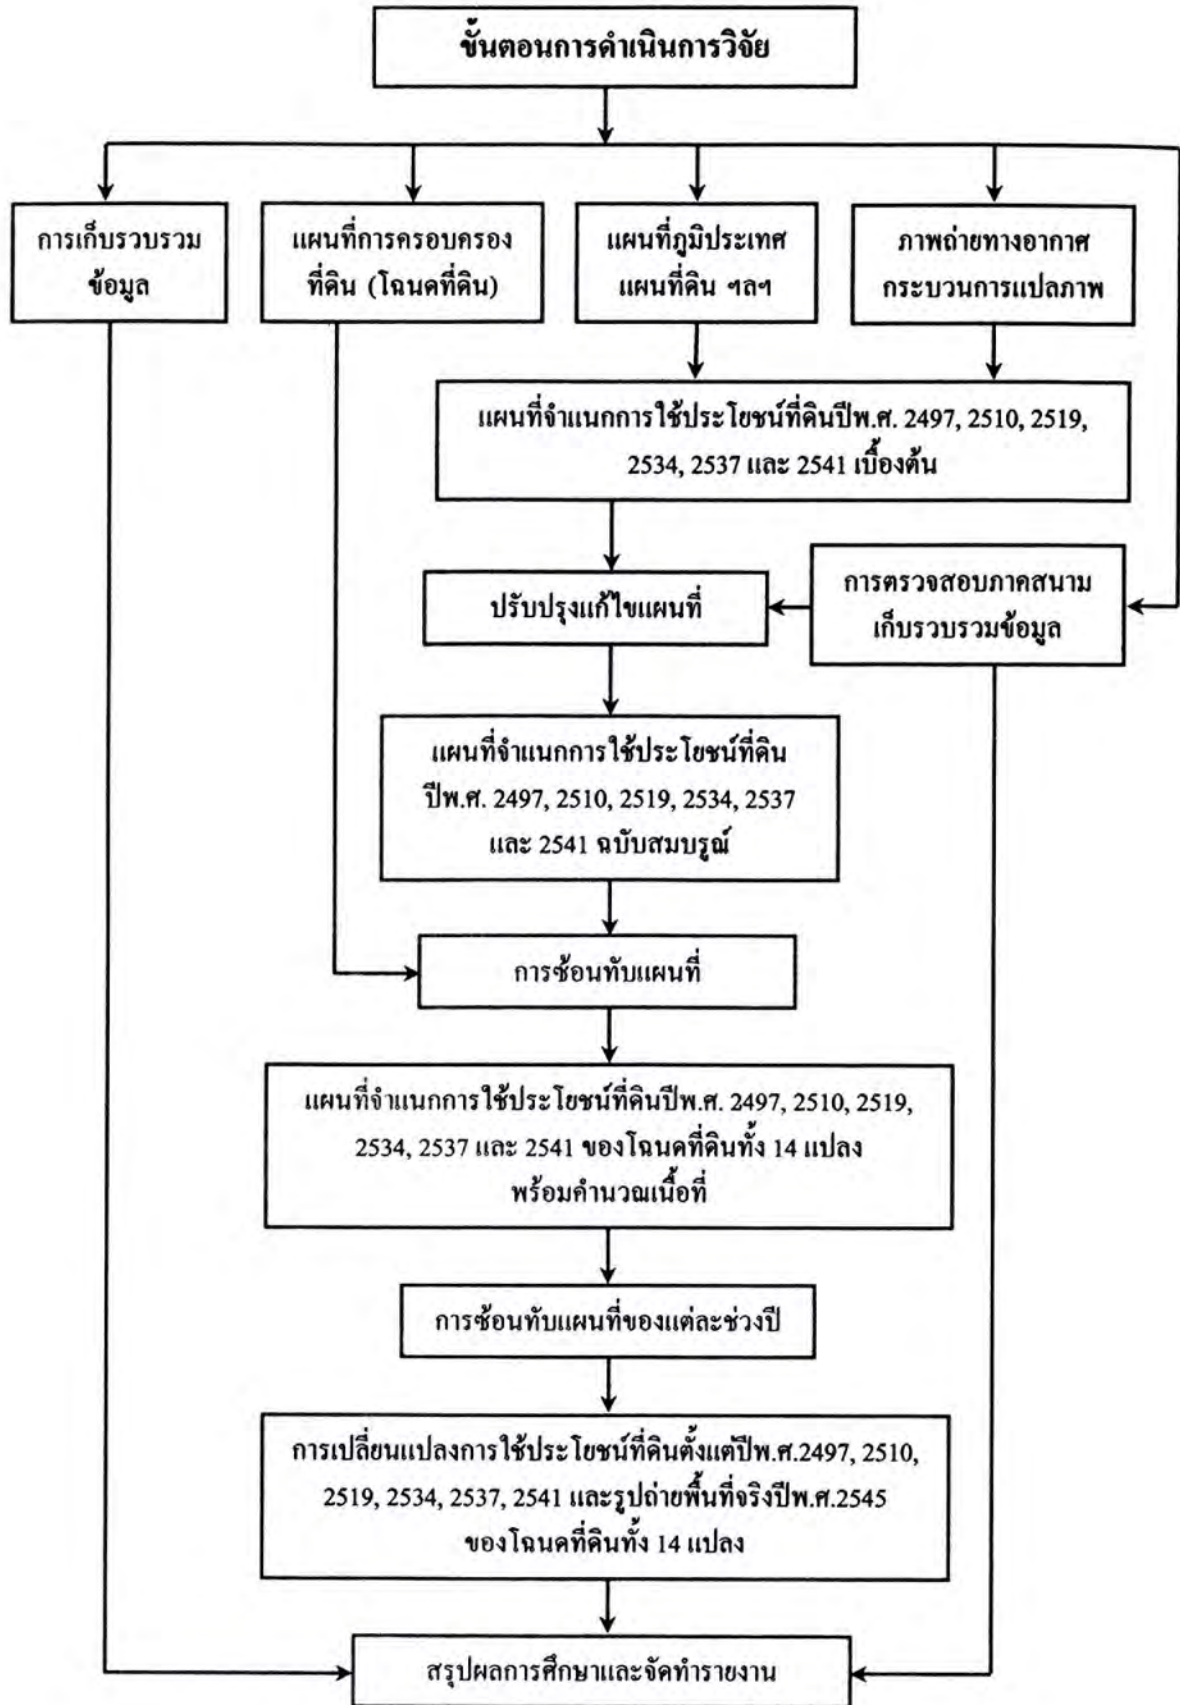 ขั้นตอนการดำเนินการวิจัย
การเก็บรวบรวม
ข้อมูล
แผนที่การครอบครอง
ที่ดิน (โฉนดที่ดิน)
แผนที่ภูมิประเทศ
แผนที่ดิน ฯลฯ
ภาพถ่ายทางอากาศ
กระบวนการแปลภาพ
แผนที่จำแนกการใช้ประโยชน์ที่ดินปีพ.ศ. 2497, 2510, 2519,
2534, 2537 และ 2541 เบื้องต้น
ปรับปรุงแก้ไขแผนที่
การตรวจสอบภาคสนาม
เก็บรวบรวมข้อมูล
แผนที่จำแนกการใช้ประโยชน์ที่ดิน
ปีพ.ศ. 2497, 2510, 2519, 2534, 2537
และ 2541 ฉบับสมบรูณ์
การซ้อนทับแผนที่
แผนที่จำแนกการใช้ประโยชน์ที่ดินปีพ.ศ. 2497, 2510, 2519,
2534, 2537 และ 2541 ของโฉนดที่ดินทั้ง 14 แปลง
พร้อมคำนวณเนื้อที่
การซ้อนทับแผนที่ของแต่ละช่วงปี
การเปลี่ยนแปลงการใช้ประโยชน์ที่ดินตั้งแต่ปีพ.ศ.2497, 2510,
2519, 2534, 2537, 2541 และรูปถ่ายพื้นที่จริงปีพ.ศ.2545
ของโฉนดที่ดินทั้ง 14 แปลง
สรุปผลการศึกษาและจัดทำรายงาน